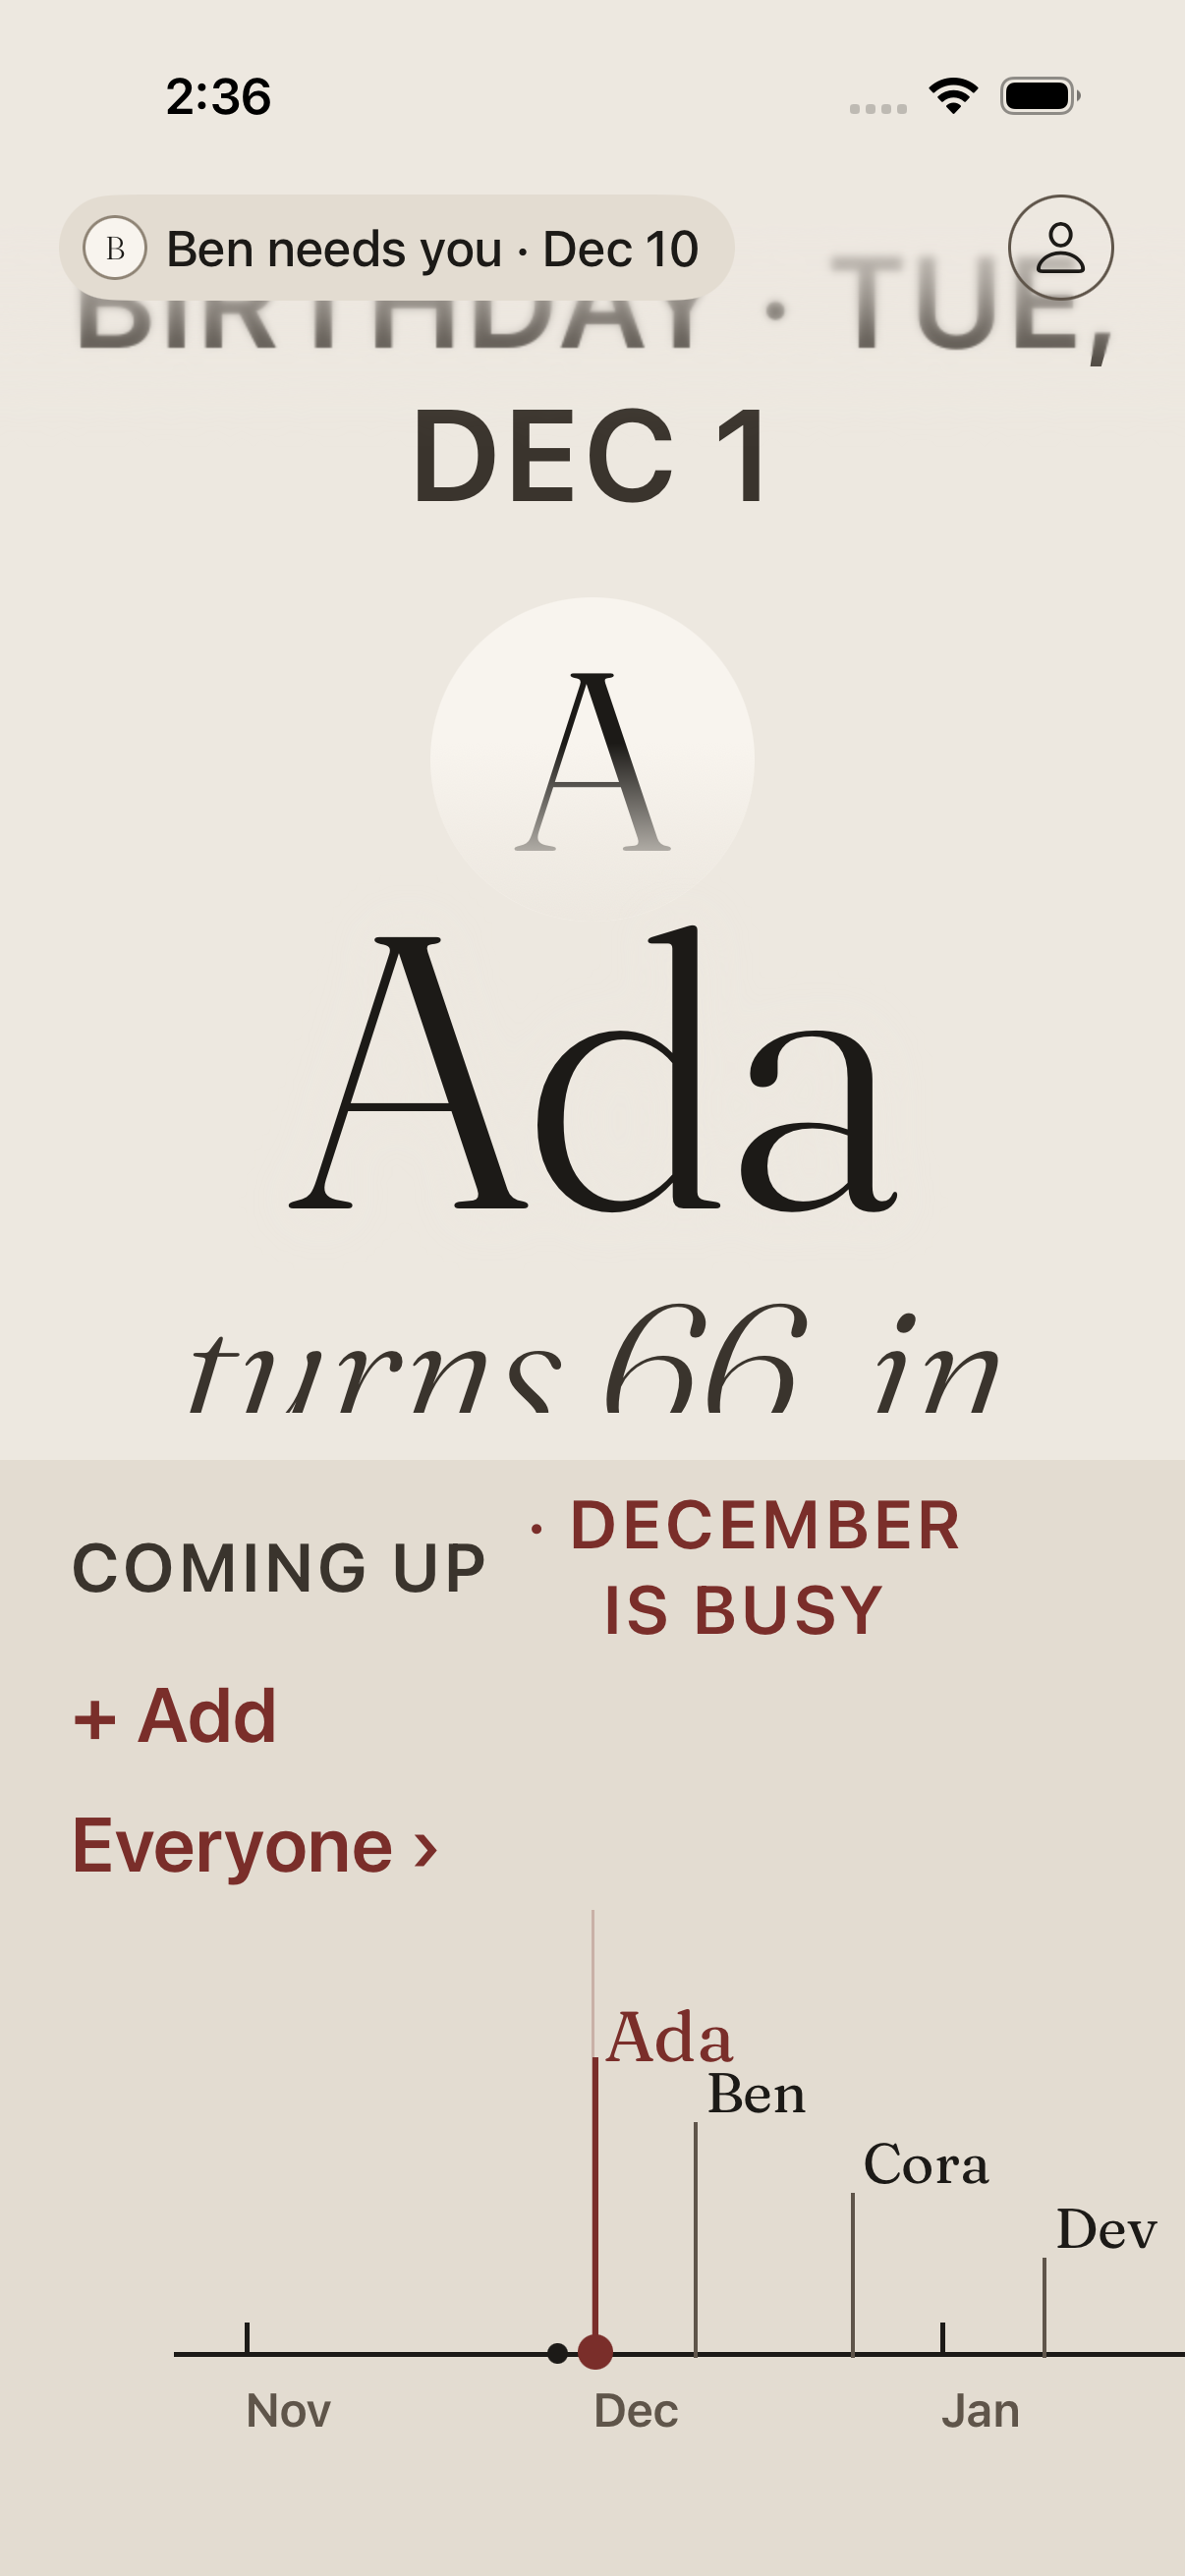 2:36
B Ben needs you · Dec 10
BIRTHDAY · TUE,
DEC 1
A
Ada
turns 66 in
COMING UP · DECEMBER
IS BUSY
+ Add
Everyone ›
Ada
Ben
Cora
Dev
Nov Dec Jan